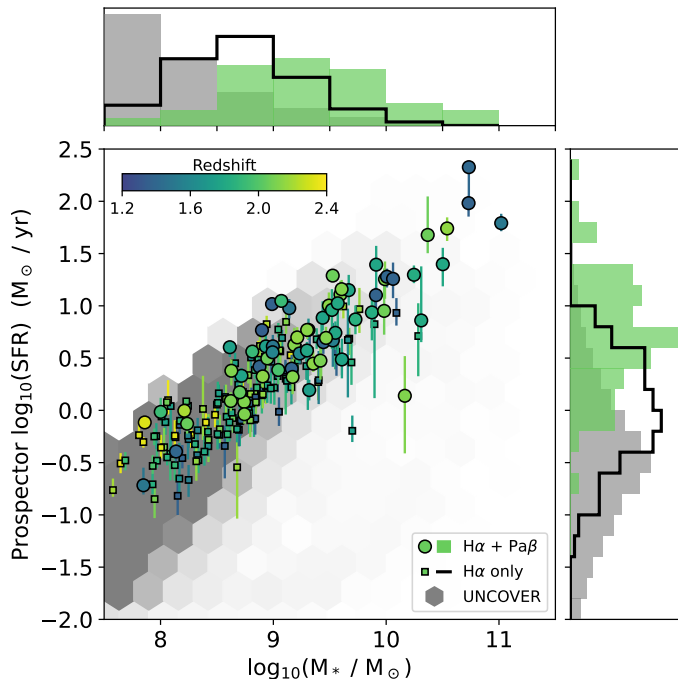 2.5
2.0
1.5
1.0
0.5
0.0
−0.5
−1.0
−1.5
−2.0
Prospector log₁₀(SFR) (M⊙ / yr)
Redshift
1.2 1.6 2.0 2.4
Hα + Paβ
Hα only
UNCOVER
8 9 10 11
log₁₀(M* / M⊙)